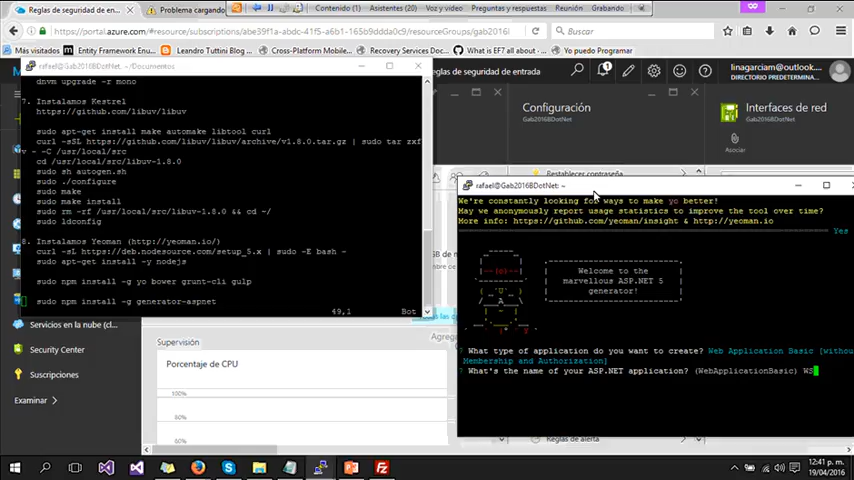 Reglas de seguridad de e...
Problema cargando
Contenido (1)
Asistentes (20)
Voz y video
Preguntas y respuestas
Reunión
Grabando
https://portal.azure.com/#resource/subscriptions/abe39f1a-abdc-41f5-a6b1-165b9ddda0c9/resourceGroups/gab2016l
Buscar
Más visitados
Entity Framework Enu...
Leandro Tuttini Blog ...
Cross-Platform Mobile...
Recovery Services Doc...
What is EF7 all about? -...
Yo puedo Programar
rafael@Gab2016BDotNet: ~/Documentos
Reglas de seguridad de entrada
linagarciam@outlook....
DIRECTORIO PREDETERMINA...
dnvm upgrade -r mono
7. Instalamos Kestrel
https://github.com/libuv/libuv
sudo apt-get install make automake libtool curl
curl -sSL https://github.com/libuv/libuv/archive/v1.8.0.tar.gz | sudo tar zxf
- -C /usr/local/src
cd /usr/local/src/libuv-1.8.0
sudo sh autogen.sh
sudo ./configure
sudo make
sudo make install
sudo rm -rf /usr/local/src/libuv-1.8.0 && cd ~/
sudo ldconfig
8. Instalamos Yeoman (http://yeoman.io/)
curl -sL https://deb.nodesource.com/setup_5.x | sudo -E bash -
sudo apt-get install -y nodejs
sudo npm install -g yo bower grunt-cli gulp
sudo npm install -g generator-aspnet
49,1
Bot
Configuración
Gab2016BDotNet
Interfaces de red
Gab2016BDotNet
Asociar
Restablecer contraseña
rafael@Gab2016BDotNet: ~
We're constantly looking for ways to make yo better!
May we anonymously report usage statistics to improve the tool over time?
More info: https://github.com/yeoman/insight & http://yeoman.io
Yes
Welcome to the
marvellous ASP.NET 5
generator!
? What type of application do you want to create? Web Application Basic [without
Membership and Authorization]
? What's the name of your ASP.NET application? (WebApplicationBasic) WS
Servicios en la nube (c...
Security Center
Suscripciones
Examinar
Supervisión
Agrega
Porcentaje de CPU
100%
80%
60%
Reglas de alerta
12:41 p. m.
19/04/2016